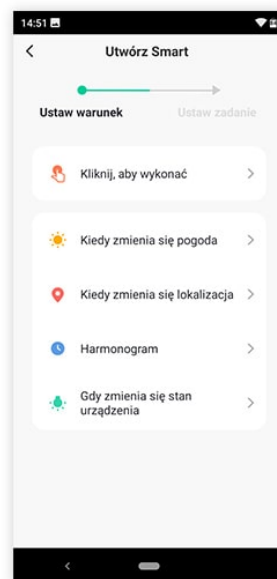 14:51
Utwórz Smart
Ustaw warunek
Ustaw zadanie
Kliknij, aby wykonać
Kiedy zmienia się pogoda
Kiedy zmienia się lokalizacja
Harmonogram
Gdy zmienia się stan
urządzenia